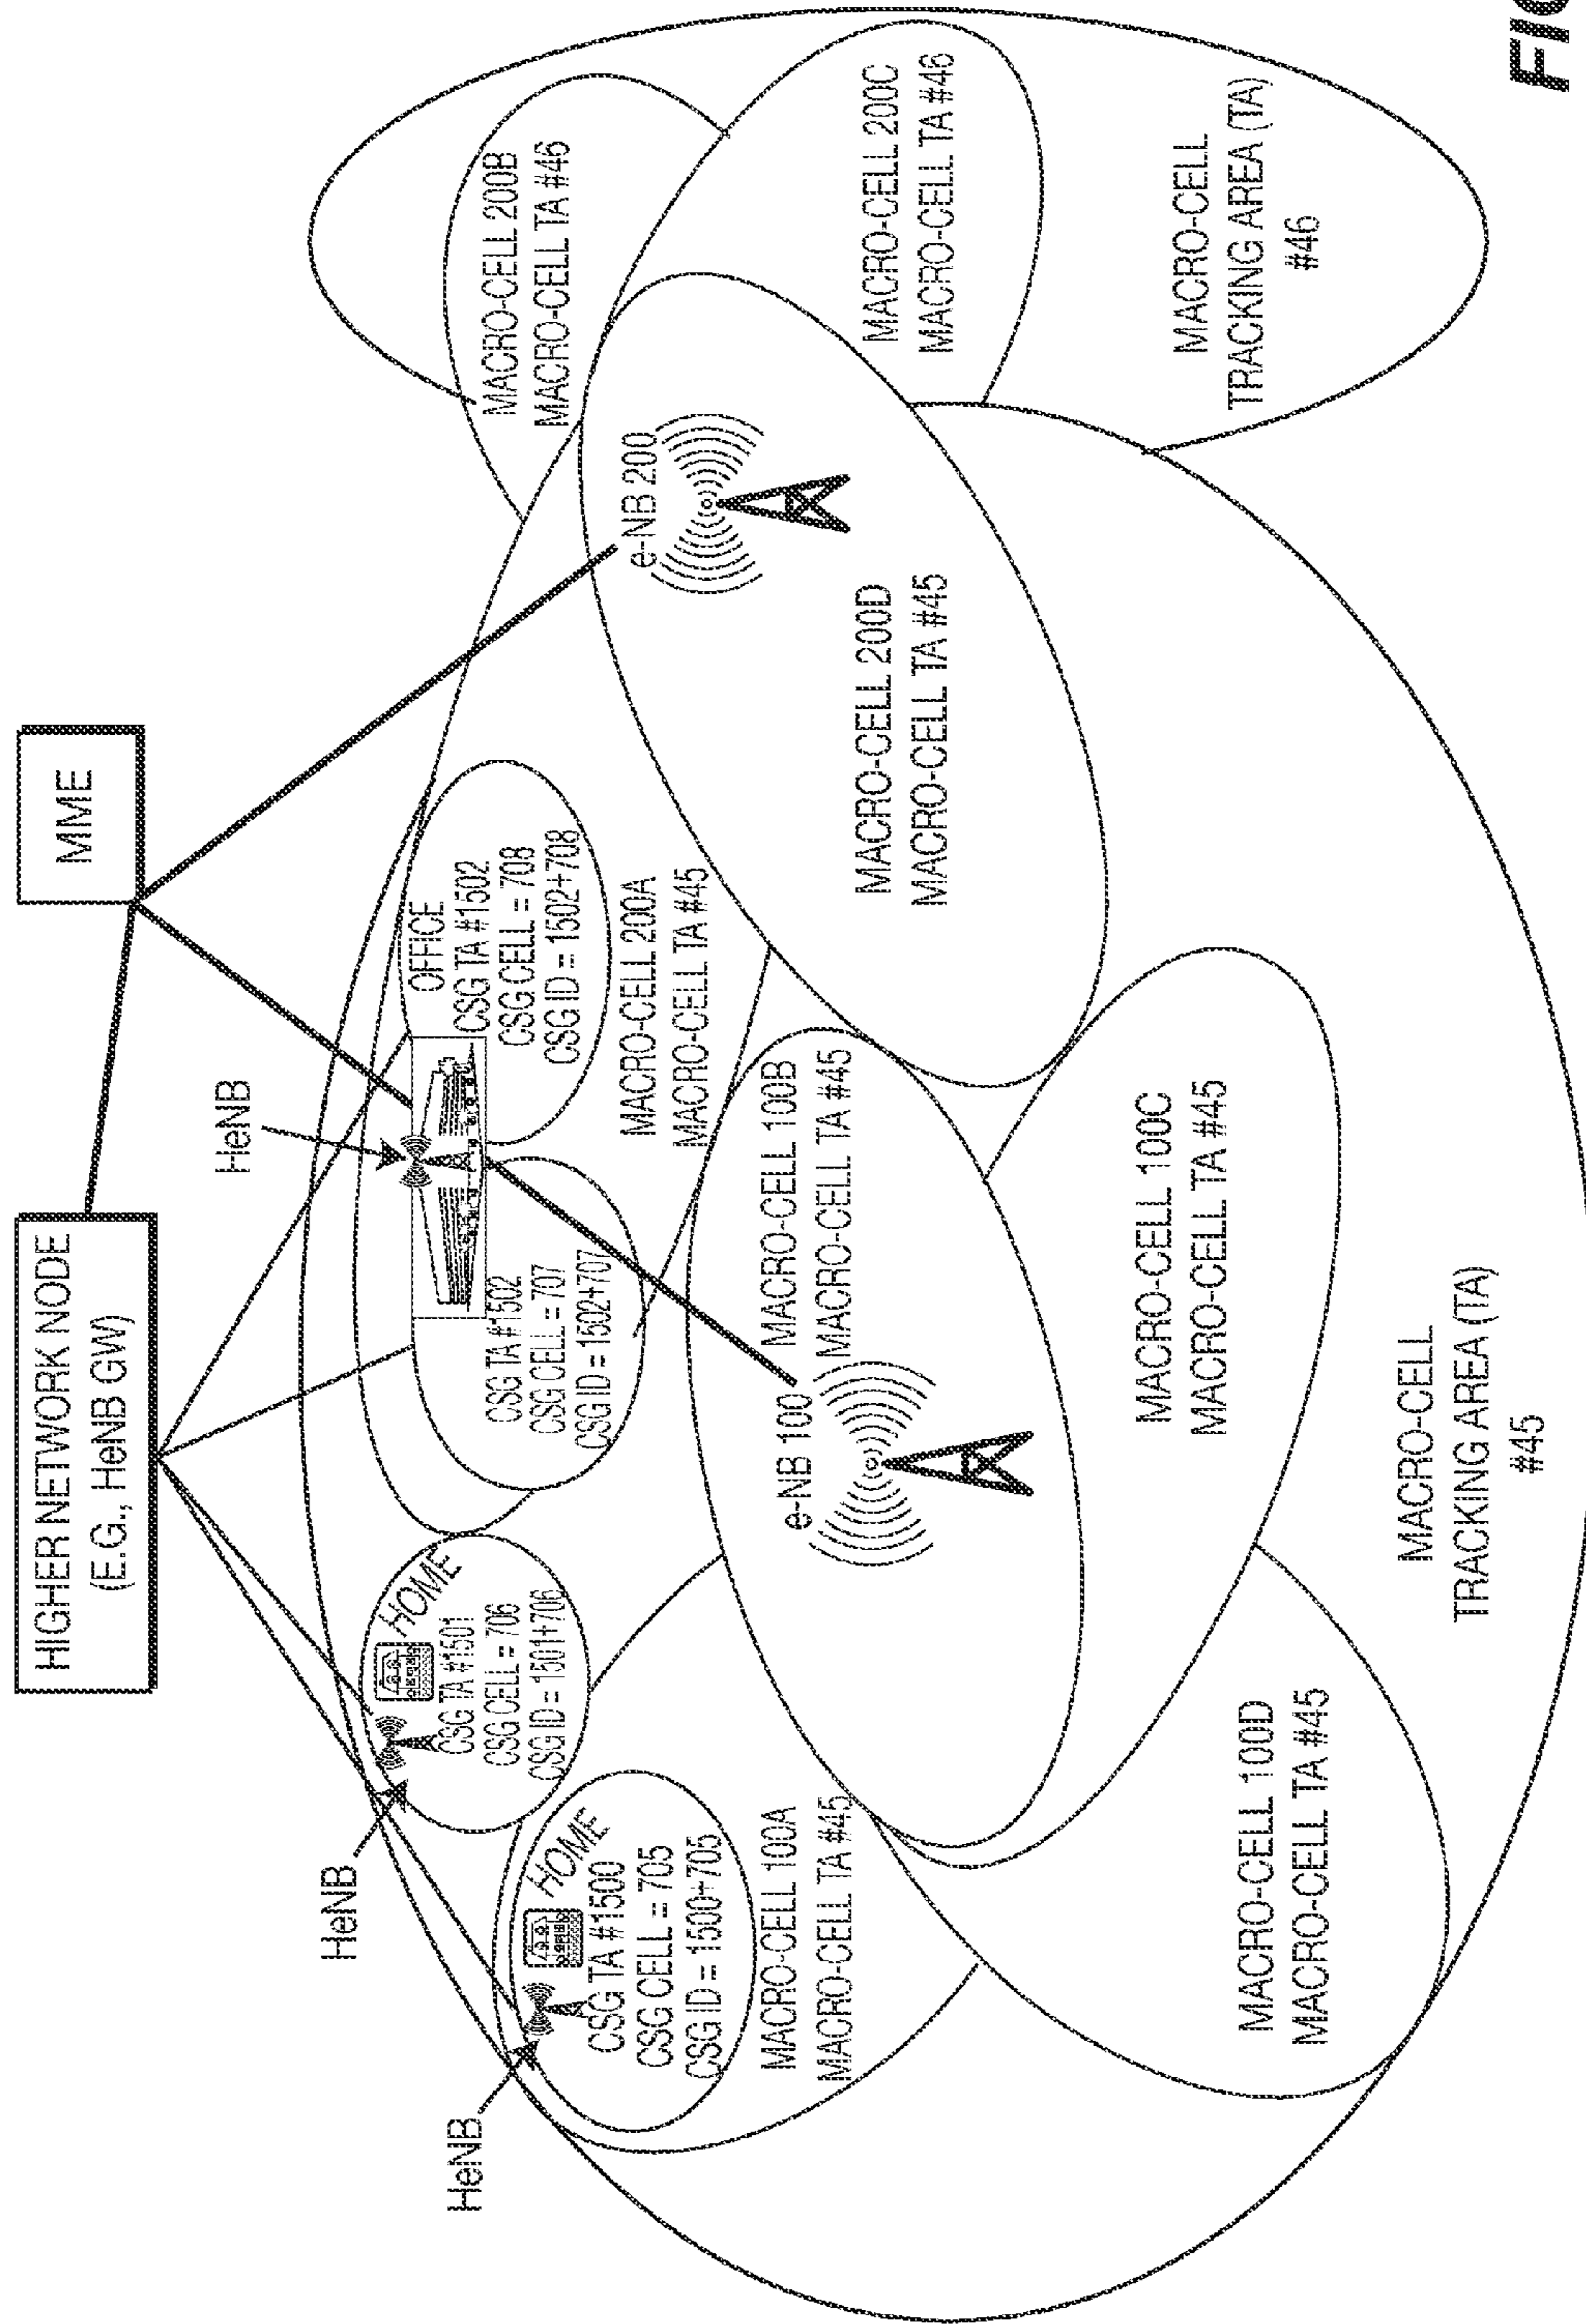 HIGHER NETWORK NODE
(E.G., HeNB GW)
MME
HeNB
HeNB
HeNB
HOME
CSG TA #1500
CSG CELL = 705
CSG ID = 1500+705
HOME
CSG TA #1501
CSG CELL = 706
CSG ID = 1501+706
CSG TA #1502
CSG CELL = 707
CSG ID = 1502+707
OFFICE
CSG TA #1502
CSG CELL = 708
CSG ID = 1502+708
MACRO-CELL 100A
MACRO-CELL TA #45
e-NB 100
MACRO-CELL 100B
MACRO-CELL TA #45
MACRO-CELL 200A
MACRO-CELL TA #45
e-NB 200
MACRO-CELL 200B
MACRO-CELL TA #46
MACRO-CELL 200C
MACRO-CELL TA #46
MACRO-CELL 200D
MACRO-CELL TA #45
MACRO-CELL 100C
MACRO-CELL TA #45
MACRO-CELL 100D
MACRO-CELL TA #45
MACRO-CELL
TRACKING AREA (TA)
#45
MACRO-CELL
TRACKING AREA (TA)
#46